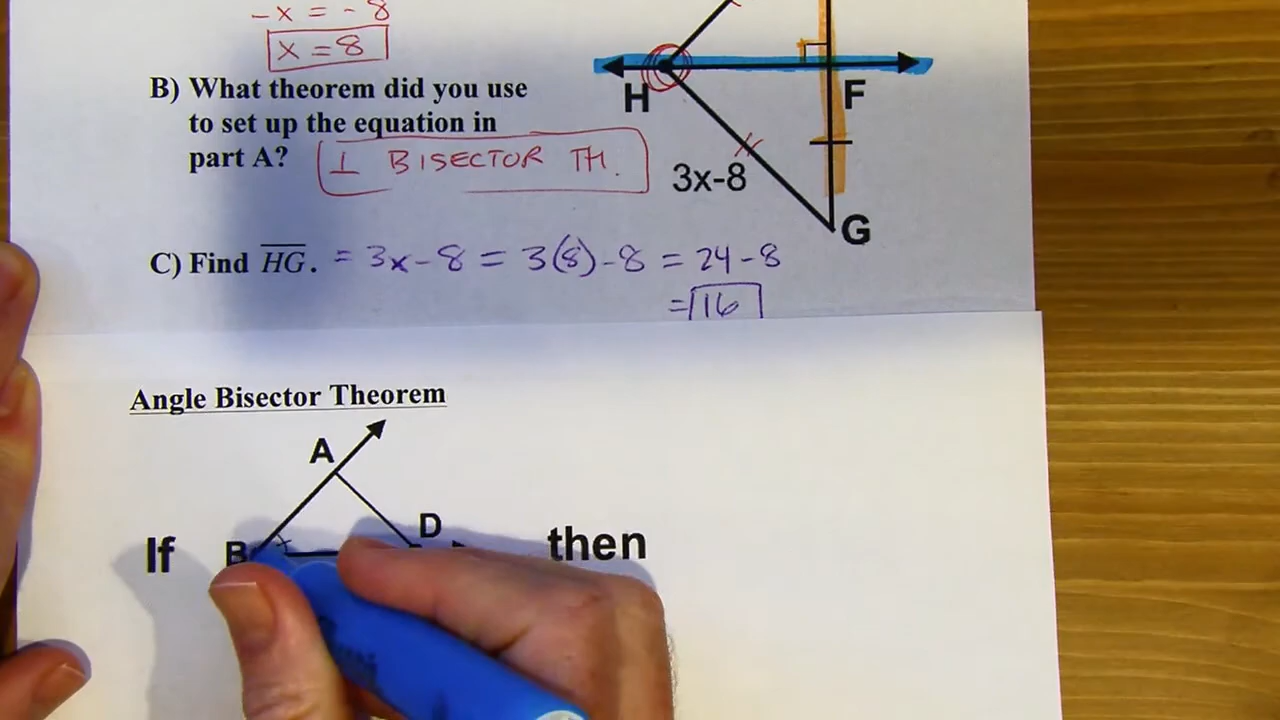 -x = -8
x = 8
B) What theorem did you use
to set up the equation in
part A? ⊥ BISECTOR TH.
H
F
3x-8
G
C) Find HG. = 3x-8 = 3(8)-8 = 24-8
= 16
Angle Bisector Theorem
A
D
If B then